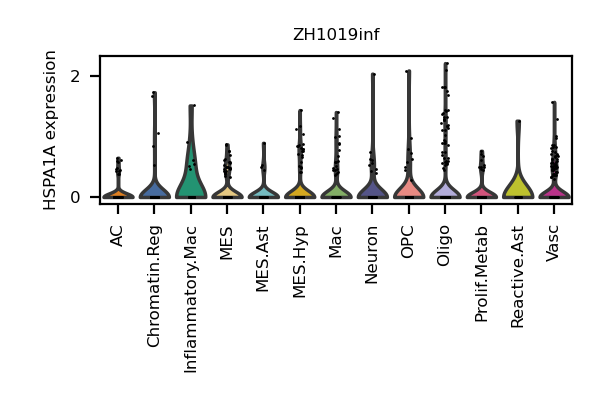 ZH1019inf
HSPA1A expression
2
0
AC
Chromatin.Reg
Inflammatory.Mac
MES
MES.Ast
MES.Hyp
Mac
Neuron
OPC
Oligo
Prolif.Metab
Reactive.Ast
Vasc